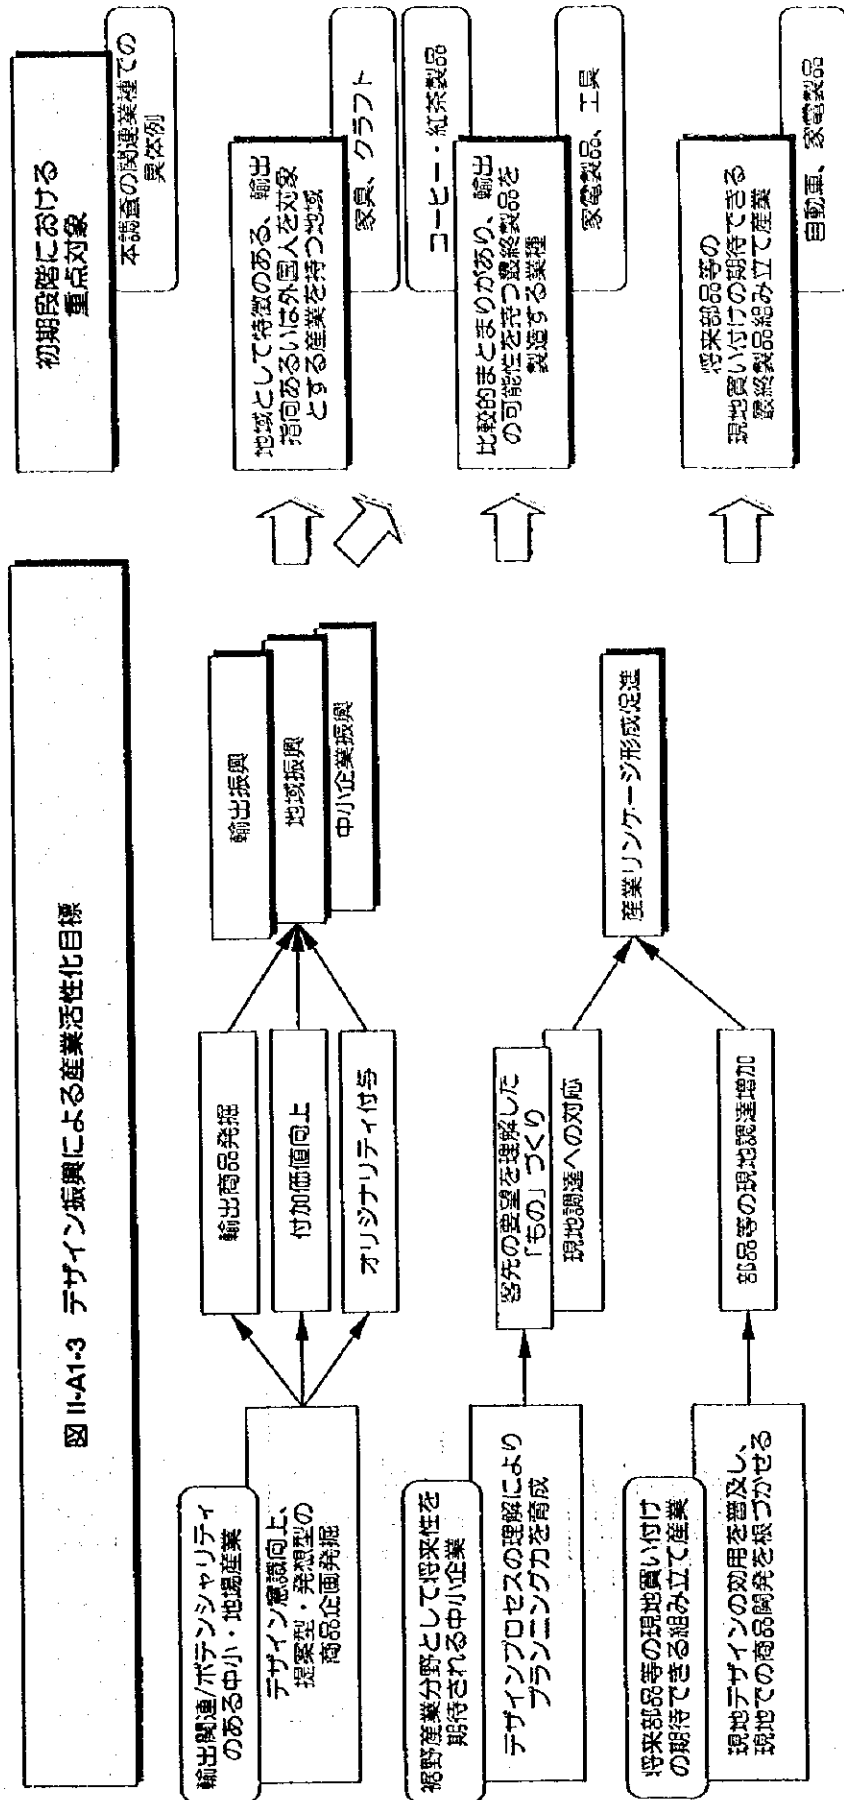 図 II-A1-3 デザイン振興による産業活性化目標
初期段階における
重点対象
本調査の関連業種での
具体例
輸出関連/ポテンシャリティ
のある中小・地場産業
デザイン意識向上、
提案型・発想型の
商品企画発掘
輸出商品発掘
付加価値向上
オリジナリティ付与
輸出振興
地域振興
中小企業振興
地域として特徴のある、輸出
指向あるいは外国人を対象
とする産業を持つ地域
家具、クラフト
裾野産業分野として将来性を
期待される中小企業
デザインプロセスの理解により
プランニング力を育成
客先の要望を理解した
「もの」づくり
現地調達への対応
コーヒー・紅茶製品
比較的まとまりがあり、輸出
の可能性を持つ最終製品を
製造する業種
家電製品、工具
将来部品等の現地買い付け
の期待できる組み立て産業
現地デザインの効用を普及し、
現地での商品開発を根づかせる
部品等の現地調達増加
産業リンケージ形成促進
将来部品等の
現地買い付けの期待できる
最終製品組み立て産業
自動車、家電製品